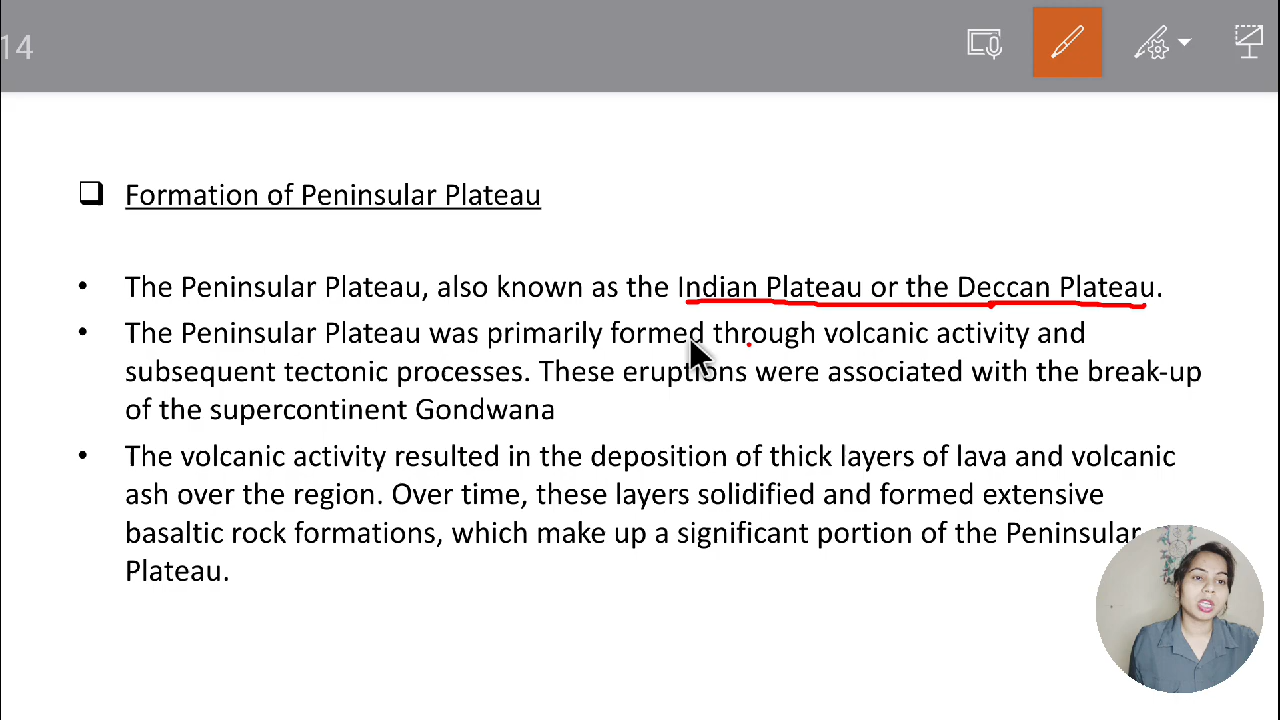 14
Formation of Peninsular Plateau
• The Peninsular Plateau, also known as the Indian Plateau or the Deccan Plateau.
• The Peninsular Plateau was primarily formed through volcanic activity and
subsequent tectonic processes. These eruptions were associated with the break-up
of the supercontinent Gondwana
• The volcanic activity resulted in the deposition of thick layers of lava and volcanic
ash over the region. Over time, these layers solidified and formed extensive
basaltic rock formations, which make up a significant portion of the Peninsular
Plateau.